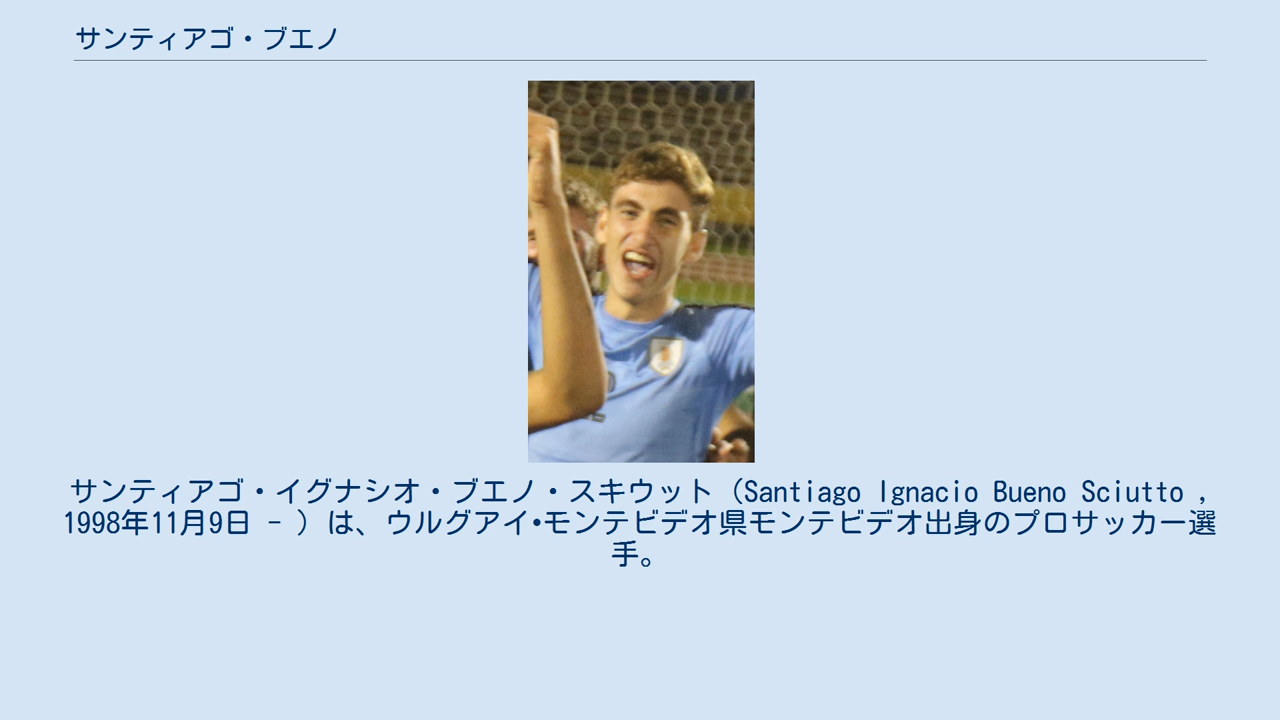 サンティアゴ・ブエノ
サンティアゴ・イグナシオ・ブエノ・スキウット（Santiago Ignacio Bueno Sciutto ,
1998年11月9日 - ）は、ウルグアイ•モンテビデオ県モンテビデオ出身のプロサッカー選
手。